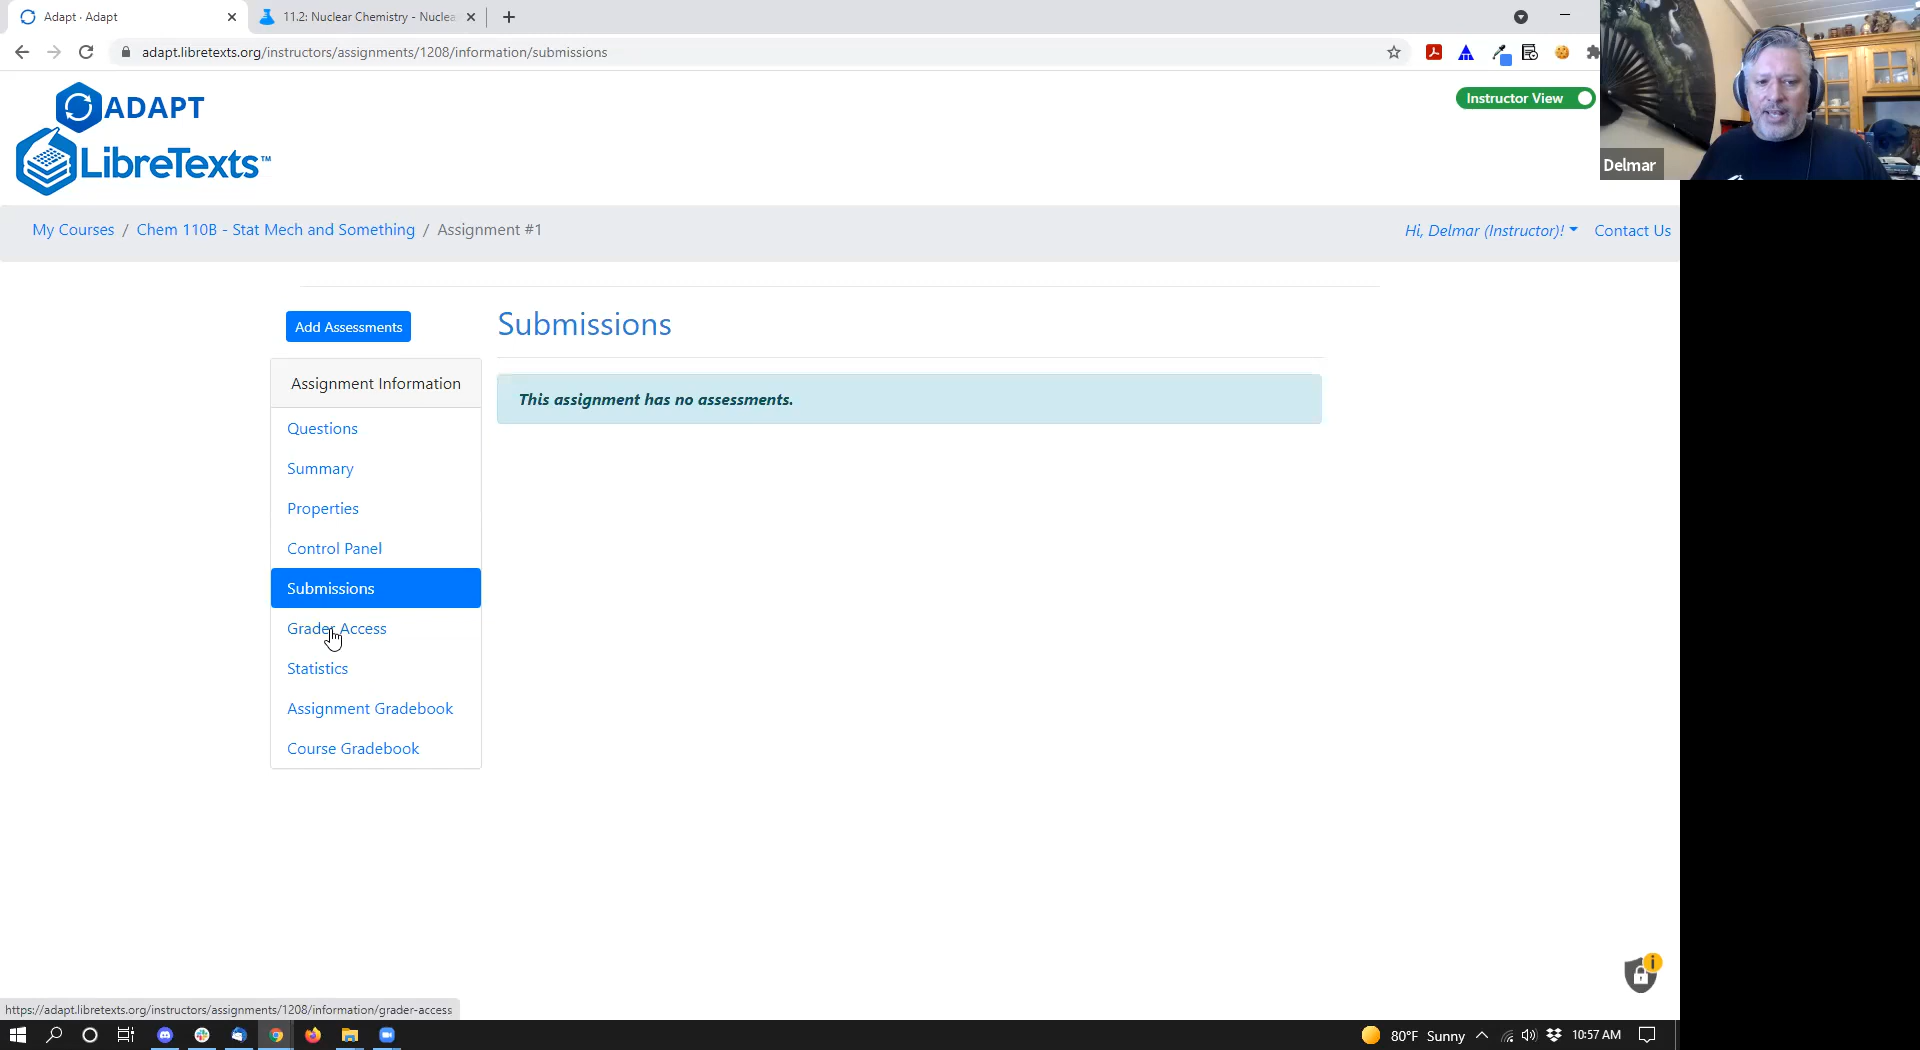 Adapt · Adapt
11.2: Nuclear Chemistry - Nuclea
adapt.libretexts.org/instructors/assignments/1208/information/submissions
ADAPT
LibreTexts™
Instructor View
Delmar
My Courses / Chem 110B - Stat Mech and Something / Assignment #1
Hi, Delmar (Instructor)!
Contact Us
Add Assessments
Submissions
Assignment Information
This assignment has no assessments.
Questions
Summary
Properties
Control Panel
Submissions
Grader Access
Statistics
Assignment Gradebook
Course Gradebook
https://adapt.libretexts.org/instructors/assignments/1208/information/grader-access
80°F Sunny
10:57 AM